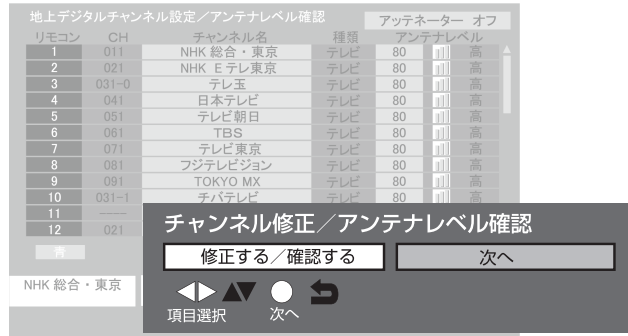 地上デジタルチャンネル設定／アンテナレベル確認
アッテネーター オフ
リモコン CH チャンネル名 種類 アンテナレベル
1 011 NHK 総合・東京 テレビ 80 高
2 021 NHK Eテレ東京 テレビ 80 高
3 031-0 テレ玉 テレビ 80 高
4 041 日本テレビ テレビ 80 高
5 051 テレビ朝日 テレビ 80 高
6 061 TBS テレビ 80 高
7 071 テレビ東京 テレビ 80 高
8 081 フジテレビジョン テレビ 80 高
9 091 TOKYO MX テレビ 80 高
10 031-1 チバテレビ テレビ 80 高
11 ----
12 021
青
NHK 総合・東京
チャンネル修正／アンテナレベル確認
修正する／確認する 次へ
項目選択 次へ